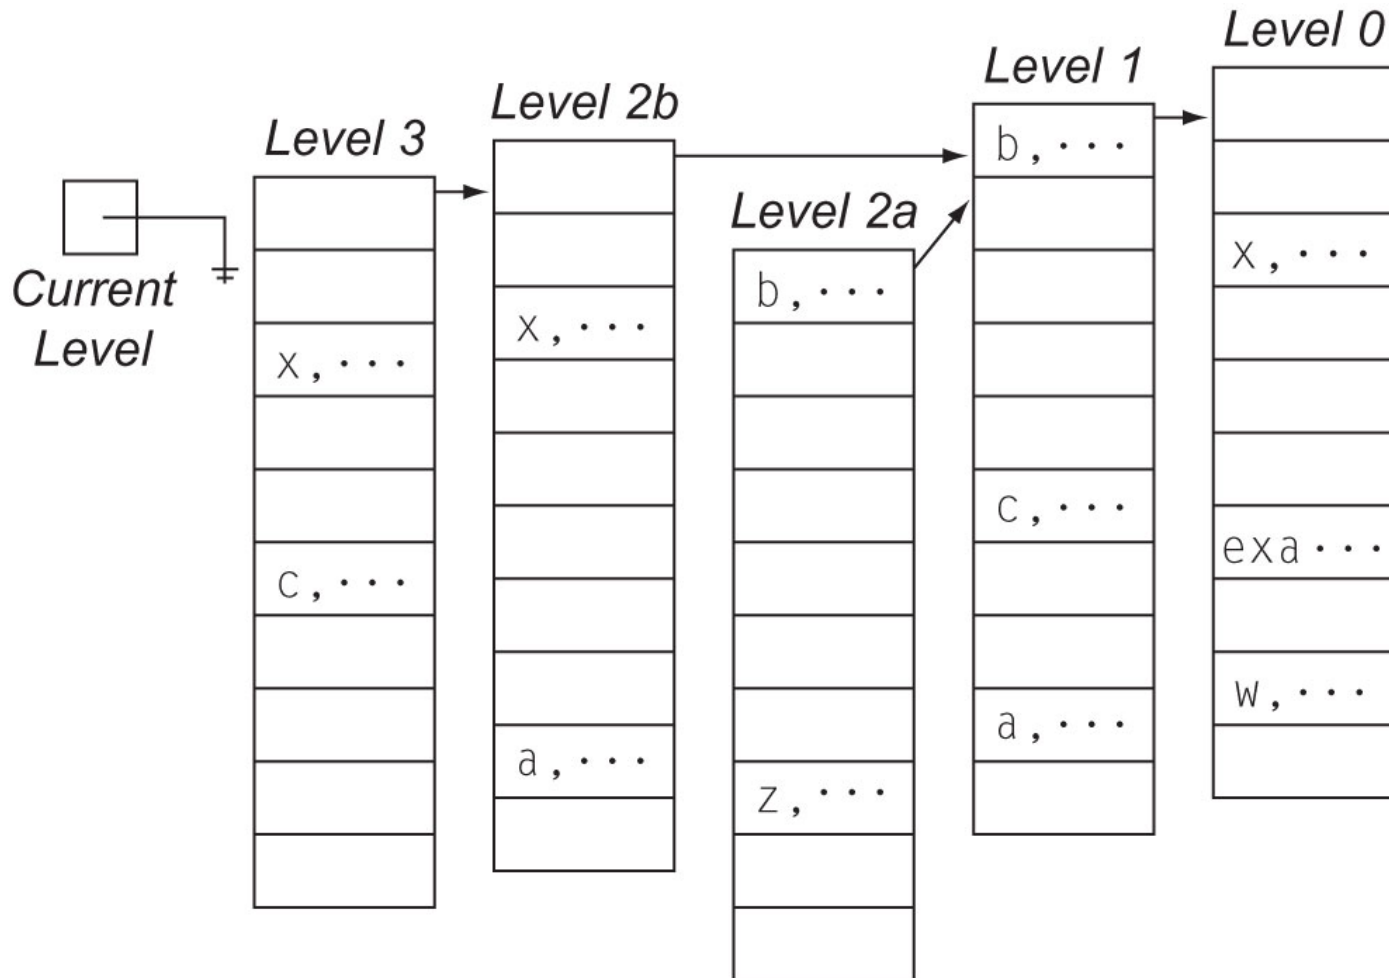 Level 0
Level 1
Level 2b
Level 3
Level 2a
Current
Level
x,···
c,···
x,···
a,···
b,···
z,···
b,···
c,···
a,···
x,···
exa···
w,···